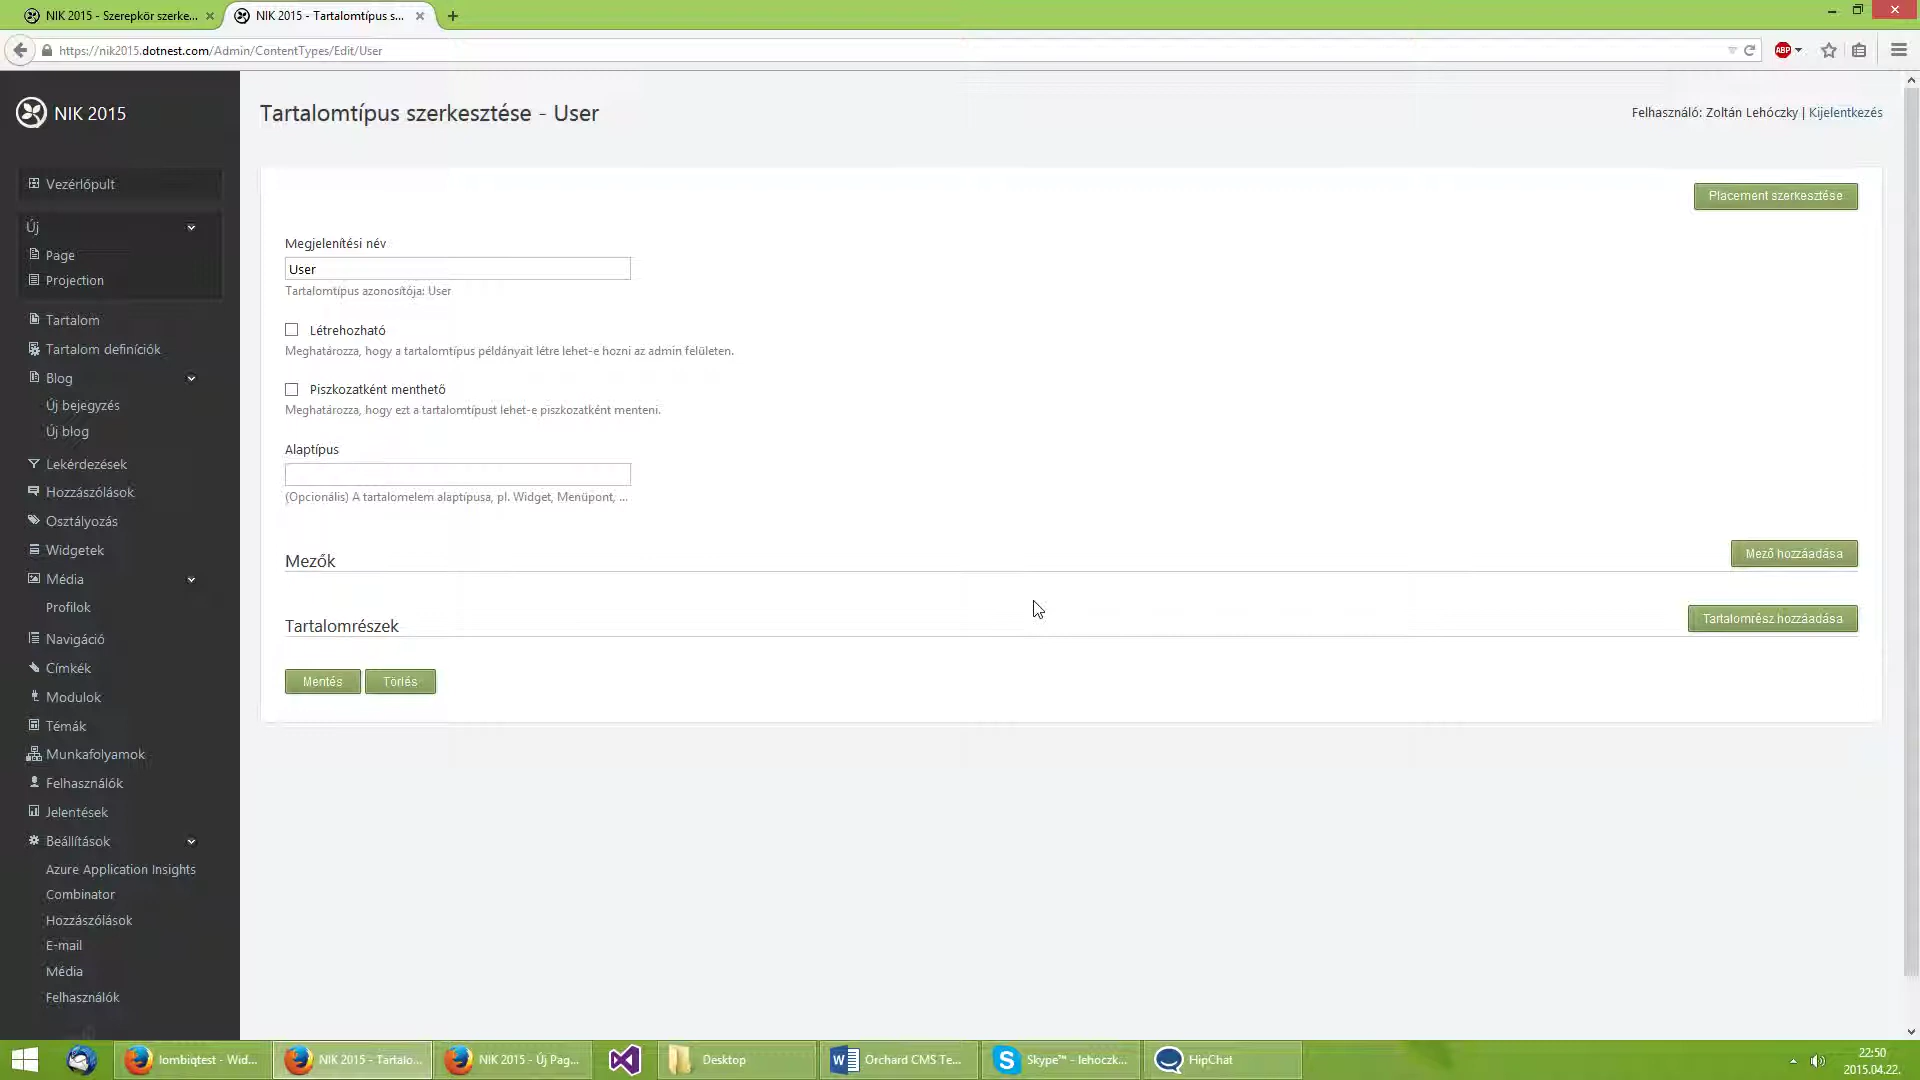 NIK 2015 - Szerepkör szerke...
NIK 2015 - Tartalomtípus s...
https://nik2015.dotnest.com/Admin/ContentTypes/Edit/User
ABP
NIK 2015
Tartalomtípus szerkesztése - User
Felhasználó: Zoltán Lehóczky | Kijelentkezés
Vezérlőpult
Új
Page
Projection
Tartalom
Tartalom definíciók
Blog
Új bejegyzés
Új blog
Lekérdezések
Hozzászólások
Osztályozás
Widgetek
Média
Profilok
Navigáció
Címkék
Modulok
Témák
Munkafolyamok
Felhasználók
Jelentések
Beállítások
Azure Application Insights
Combinator
Hozzászólások
E-mail
Média
Felhasználók
Placement szerkesztése
Megjelenítési név
User
Tartalomtípus azonosítója: User
Létrehozható
Meghatározza, hogy a tartalomtípus példányait létre lehet-e hozni az admin felületen.
Piszkozatként menthető
Meghatározza, hogy ezt a tartalomtípust lehet-e piszkozatként menteni.
Alaptípus
(Opcionális) A tartalomelem alaptípusa, pl. Widget, Menüpont, ...
Mezők
Mező hozzáadása
Tartalomrészek
Tartalomrész hozzáadása
Mentés
Törlés
lombiqtest - Wid...
NIK 2015 - Tartalo...
NIK 2015 - Új Pag...
Desktop
Orchard CMS Te...
Skype™ - lehoczk...
HipChat
22:50
2015.04.22.